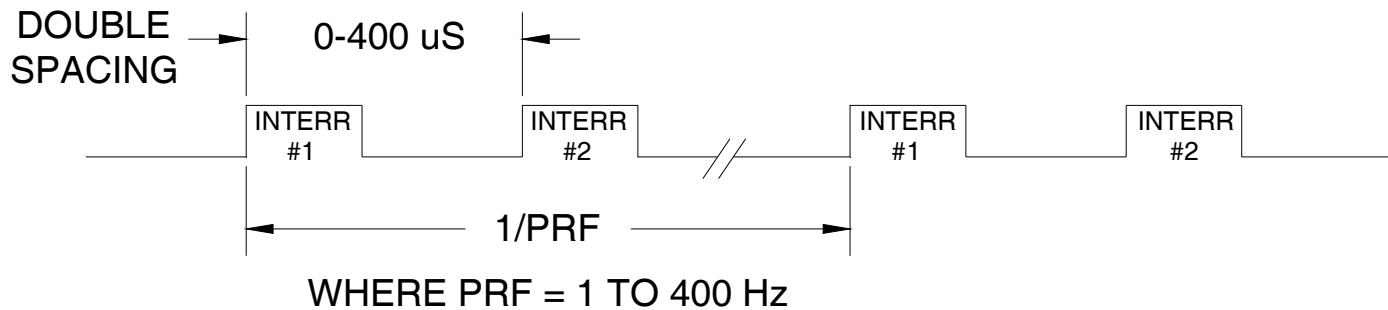 DOUBLE
SPACING
0-400 uS
INTERR
#1
INTERR
#2
INTERR
#1
INTERR
#2
1/PRF
WHERE PRF = 1 TO 400 Hz